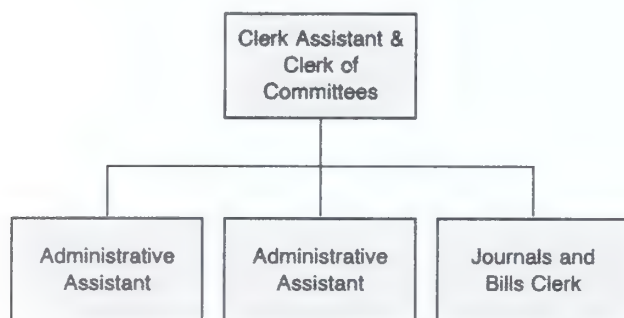 Clerk Assistant &
Clerk of
Committees
Administrative
Assistant
Administrative
Assistant
Journals and
Bills Clerk